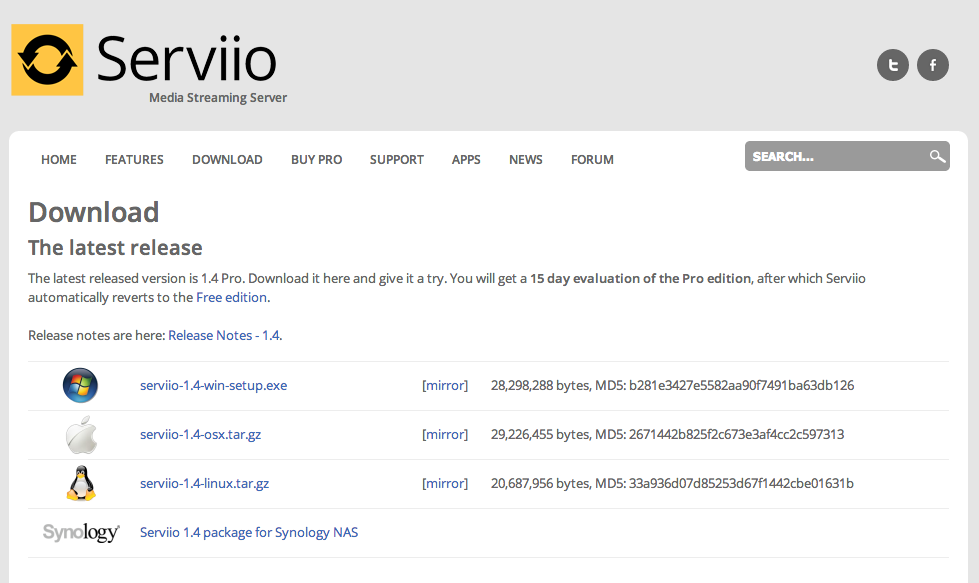 Serviio
Media Streaming Server
HOME FEATURES DOWNLOAD BUY PRO SUPPORT APPS NEWS FORUM SEARCH...
Download
The latest release
The latest released version is 1.4 Pro. Download it here and give it a try. You will get a 15 day evaluation of the Pro edition, after which Serviio
automatically reverts to the Free edition.
Release notes are here: Release Notes - 1.4.
serviio-1.4-win-setup.exe [mirror] 28,298,288 bytes, MD5: b281e3427e5582aa90f7491ba63db126
serviio-1.4-osx.tar.gz [mirror] 29,226,455 bytes, MD5: 2671442b825f2c673e3af4cc2c597313
serviio-1.4-linux.tar.gz [mirror] 20,687,956 bytes, MD5: 33a936d07d85253d67f1442cbe01631b
Synology Serviio 1.4 package for Synology NAS